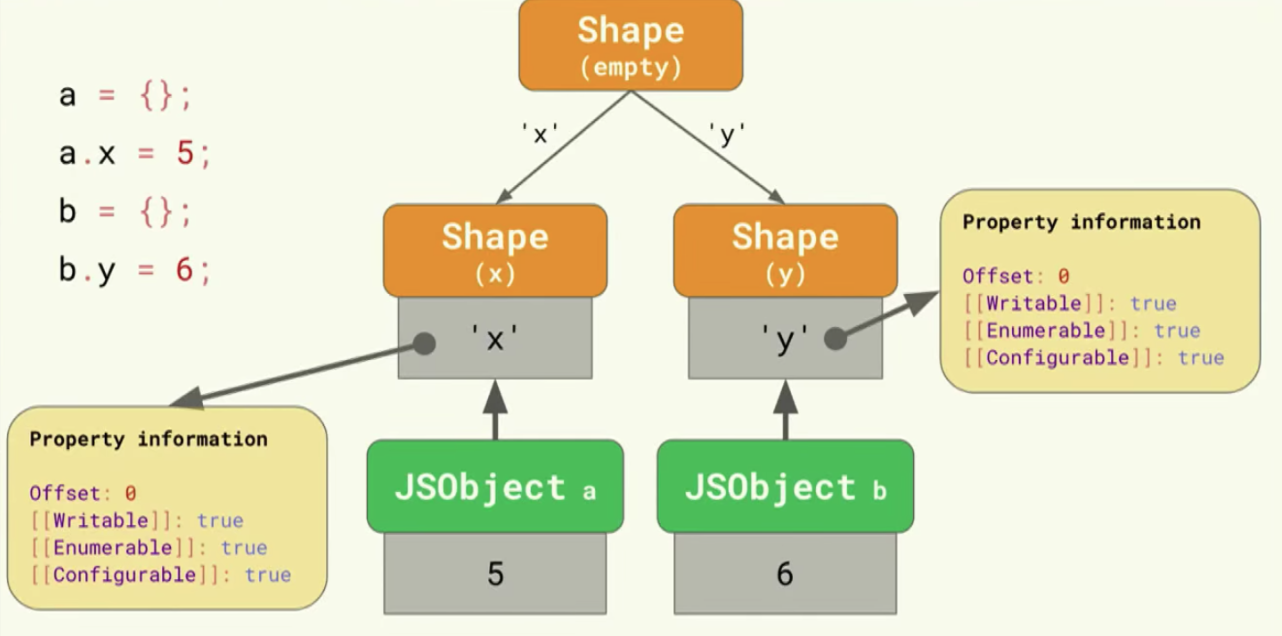 Shape
(empty)
a = {};
a.x = 5;
b = {};
b.y = 6;
'x'
'y'
Shape
(x)
'x'
Shape
(y)
'y'
Property information
Offset: 0
[[Writable]]: true
[[Enumerable]]: true
[[Configurable]]: true
Property information
Offset: 0
[[Writable]]: true
[[Enumerable]]: true
[[Configurable]]: true
JSObject a
5
JSObject b
6